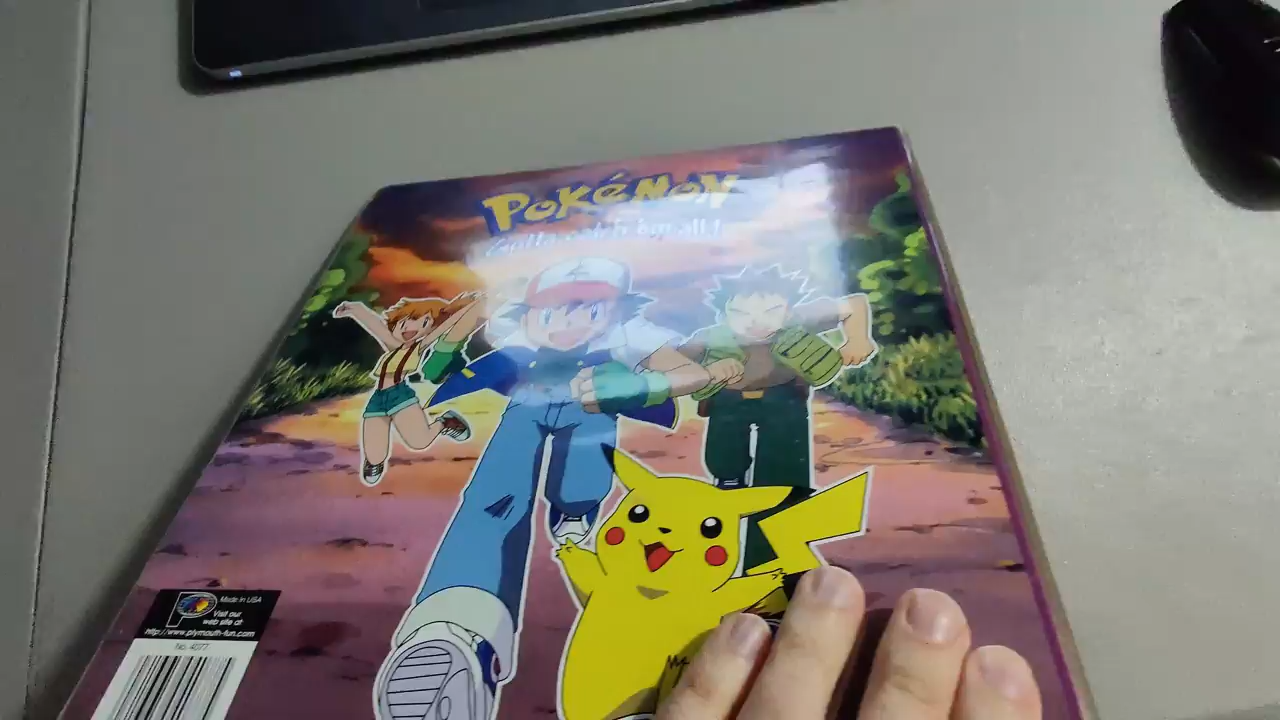 POKéMON
Gotta catch 'em all!
Made in USA
Visit our
web site at
http://www.plymouth-fun.com
No. 4077